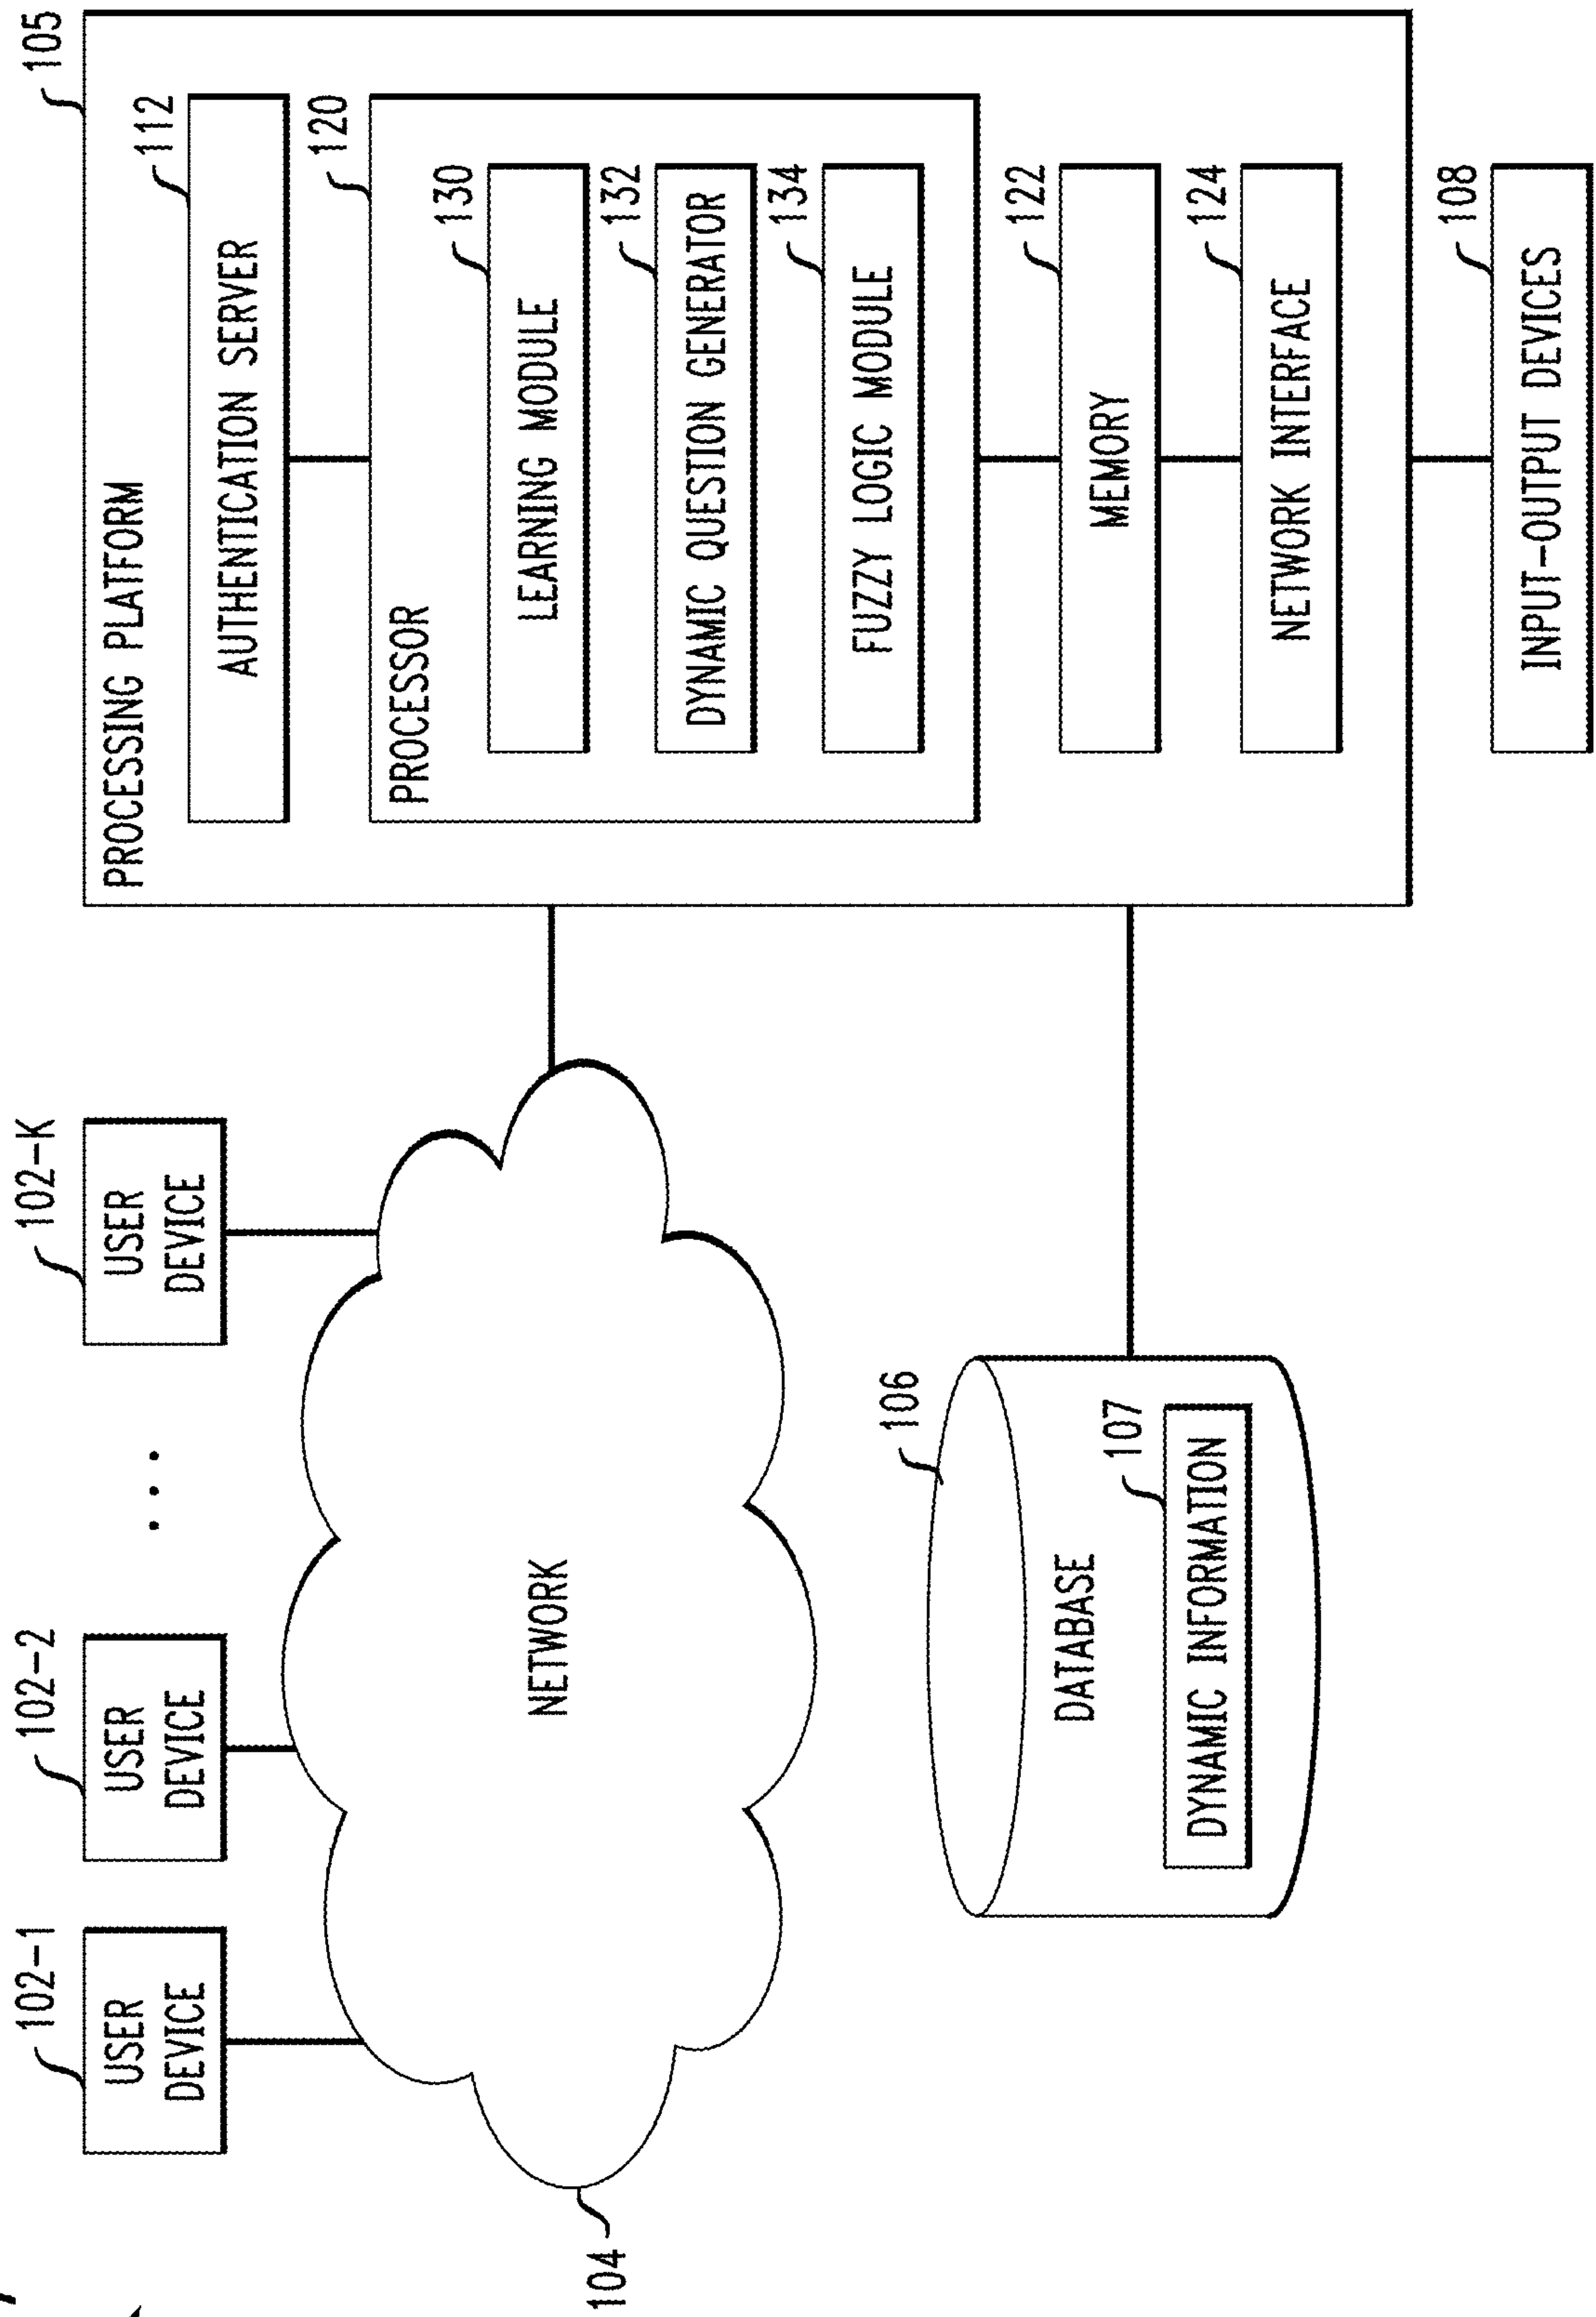 102-1
USER
DEVICE
102-2
USER
DEVICE
...
102-K
USER
DEVICE
104
NETWORK
106
DATABASE
107
DYNAMIC INFORMATION
105
PROCESSING PLATFORM
112
AUTHENTICATION SERVER
120
PROCESSOR
130
LEARNING MODULE
132
DYNAMIC QUESTION GENERATOR
134
FUZZY LOGIC MODULE
122
MEMORY
124
NETWORK INTERFACE
108
INPUT-OUTPUT DEVICES